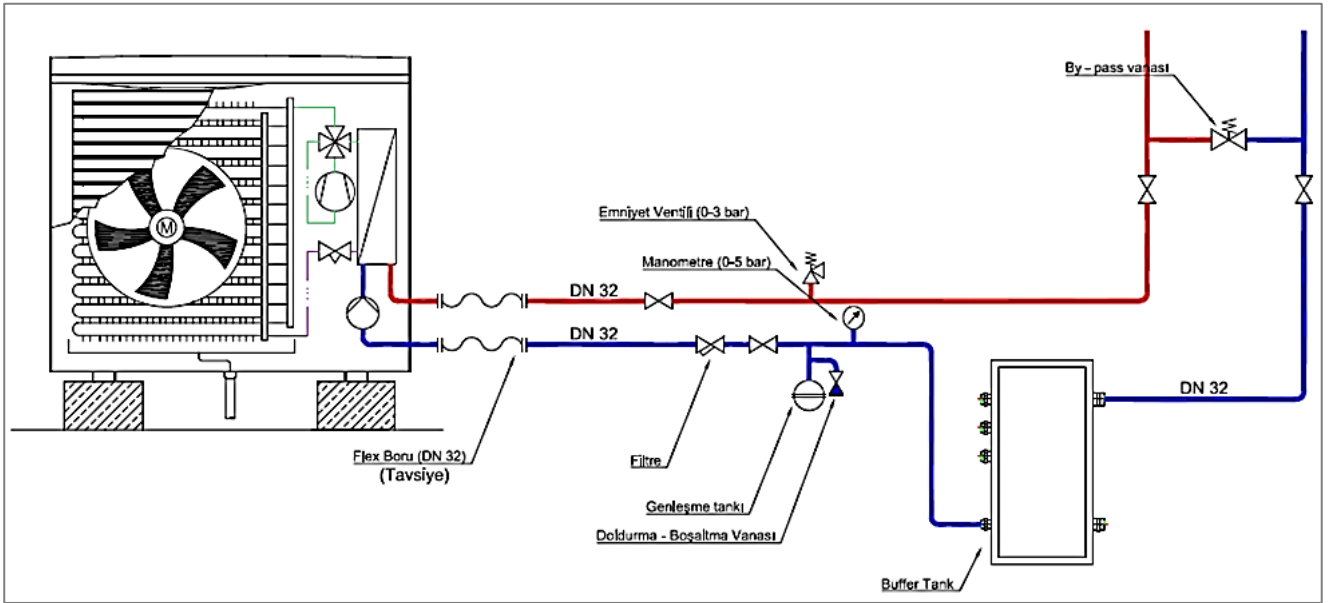 By - pass vanası
Emniyet Ventili (0-3 bar)
Manometre (0-5 bar)
M
DN 32
DN 32
DN 32
Flex Boru (DN 32)
(Tavsiye)
Filtre
Genleşme tankı
Doldurma - Boşaltma Vanası
Buffer Tank